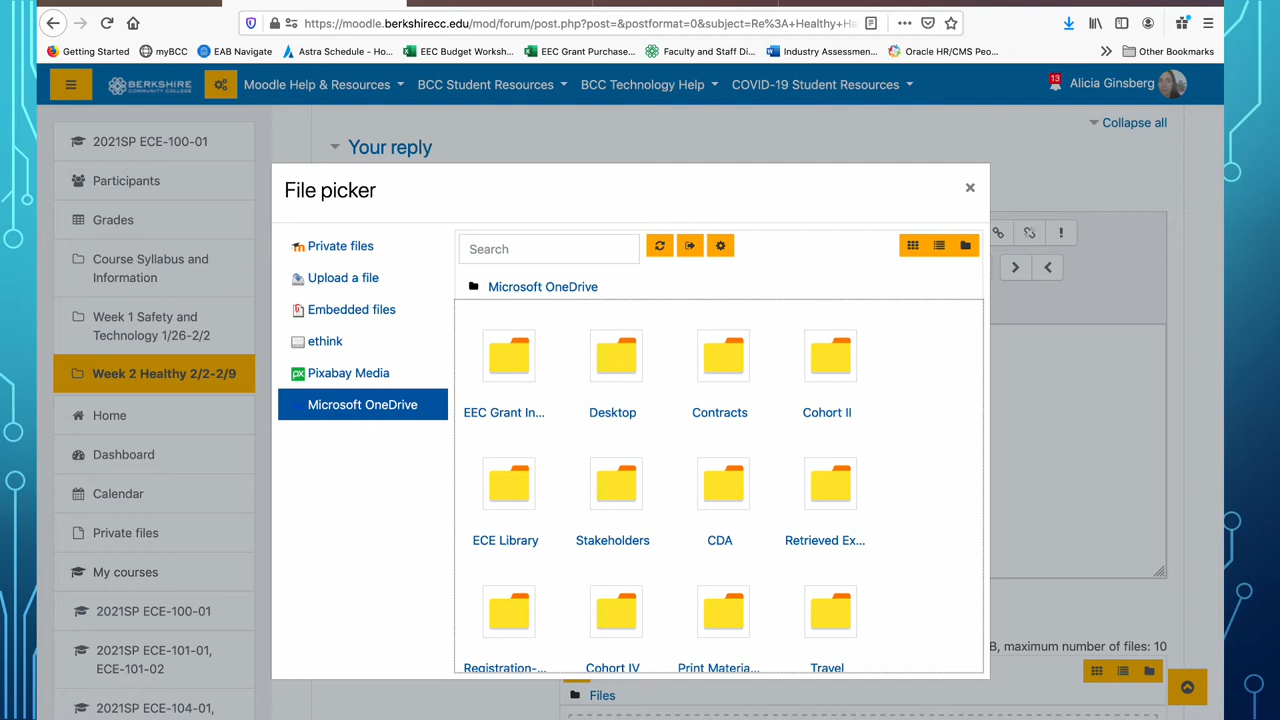 https://moodle.berkshirecc.edu/mod/forum/post.php?post=&postformat=0&subject=Re%3A+Healthy+Ha
Getting Started
myBCC
EAB Navigate
Astra Schedule - Ho...
EEC Budget Worksh...
EEC Grant Purchase...
Faculty and Staff Di...
Industry Assessmen...
Oracle HR/CMS Peo...
Other Bookmarks
BERKSHIRE
COMMUNITY COLLEGE
Moodle Help & Resources
BCC Student Resources
BCC Technology Help
COVID-19 Student Resources
13
Alicia Ginsberg
2021SP ECE-100-01
Participants
Grades
Course Syllabus and
Information
Week 1 Safety and
Technology 1/26-2/2
Week 2 Healthy 2/2-2/9
Home
Dashboard
Calendar
Private files
My courses
2021SP ECE-100-01
2021SP ECE-101-01,
ECE-101-02
2021SP ECE-104-01,
Collapse all
Your reply
File picker
Private files
Upload a file
Embedded files
ethink
px
Pixabay Media
Microsoft OneDrive
Search
Microsoft OneDrive
EEC Grant In...
Desktop
Contracts
Cohort II
ECE Library
Stakeholders
CDA
Retrieved Ex...
Registration-...
Cohort IV
Print Materia...
Travel
B, maximum number of files: 10
Files